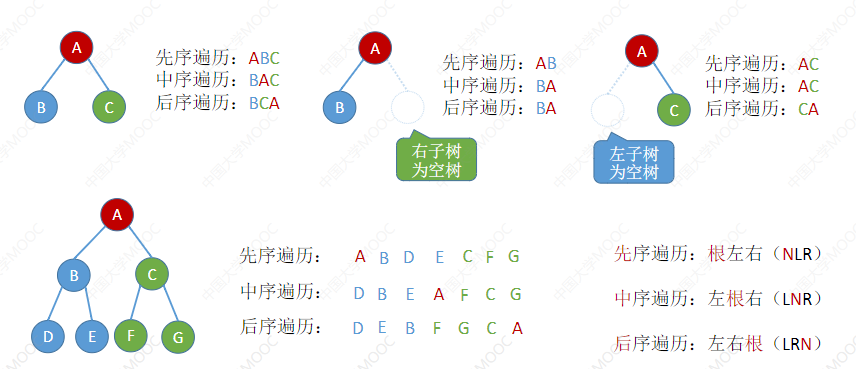 A
B
C
先序遍历：ABC
中序遍历：BAC
后序遍历：BCA
A
B
右子树
为空树
先序遍历：AB
中序遍历：BA
后序遍历：BA
A
C
左子树
为空树
先序遍历：AC
中序遍历：AC
后序遍历：CA
A
B
C
D
E
F
G
先序遍历： A B D E C F G
中序遍历： D B E A F C G
后序遍历： D E B F G C A
先序遍历：根左右（NLR）
中序遍历：左根右（LNR）
后序遍历：左右根（LRN）
中国大学MOOC